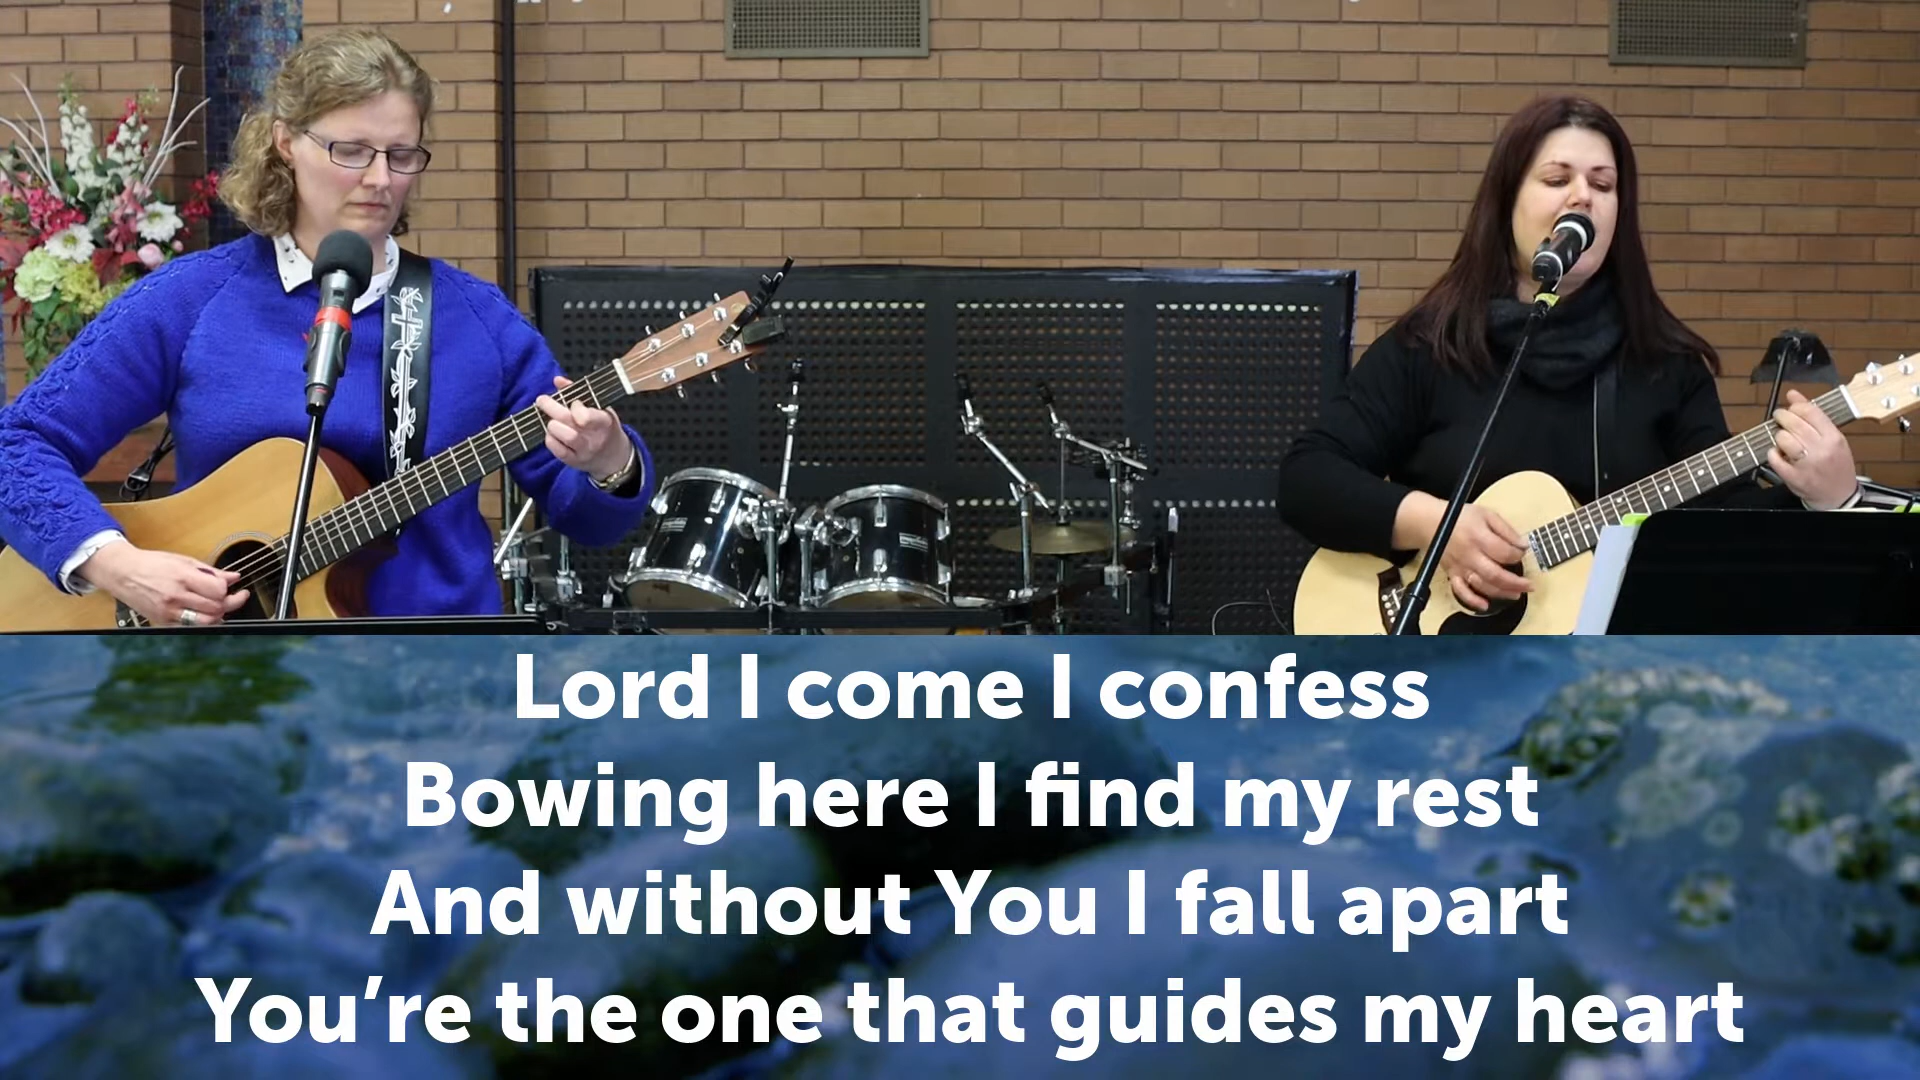 Lord I come I confess
Bowing here I find my rest
And without You I fall apart
You're the one that guides my heart